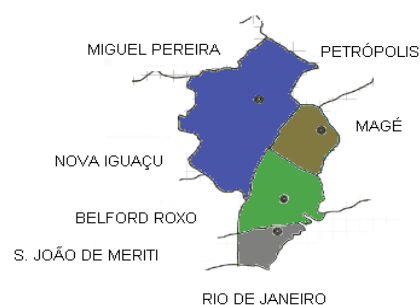 MIGUEL PEREIRA
PETRÓPOLIS
MAGÉ
NOVA IGUAÇU
BELFORD ROXO
S. JOÃO DE MERITI
RIO DE JANEIRO